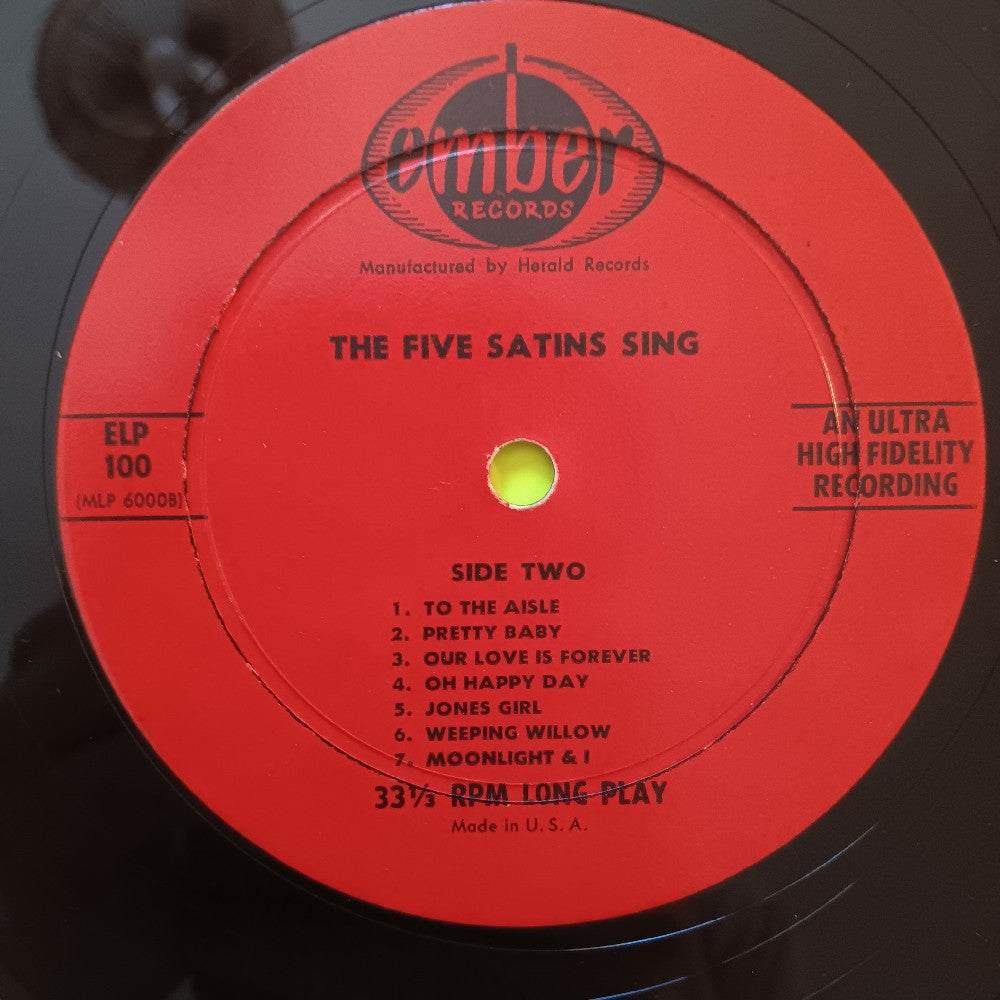 ember
RECORDS
Manufactured by Herald Records
THE FIVE SATINS SING
ELP
100
(MLP 6000B)
AN ULTRA
HIGH FIDELITY
RECORDING
SIDE TWO
1. TO THE AISLE
2. PRETTY BABY
3. OUR LOVE IS FOREVER
4. OH HAPPY DAY
5. JONES GIRL
6. WEEPING WILLOW
7. MOONLIGHT & I
33⅓ RPM LONG PLAY
Made in U. S. A.